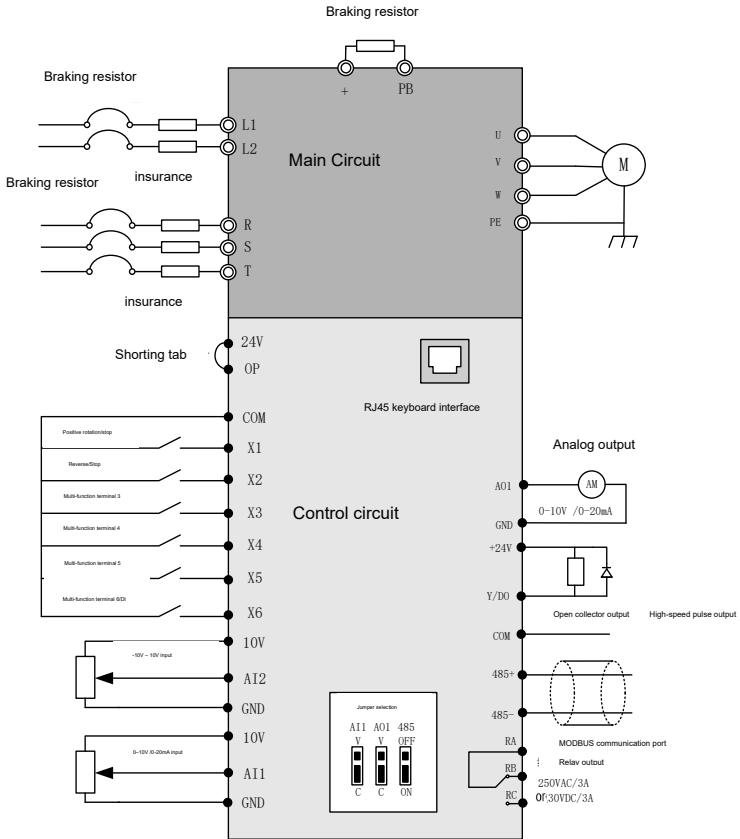 Braking resistor
+ PB
Braking resistor
L1
L2
insurance
Braking resistor
R
S
T
insurance
Main Circuit
U
V
W
PE
M
Shorting tab
24V
OP
RJ45 keyboard interface
COM
Positive rotation/stop
X1
Reverse/Stop
X2
Multi-function terminal 3
X3
Multi-function terminal 4
X4
Multi-function terminal 5
X5
Multi-function terminal 6/DI
X6
Control circuit
10V
-10V ~ 10V input
AI2
GND
10V
0~10V /0~20mA input
AI1
GND
Jumper selection
AI1 AO1 485
V V OFF
C C ON
Analog output
AO1
AM
0-10V /0-20mA
GND
+24V
Y/DO
Open collector output High-speed pulse output
COM
485+
485-
MODBUS communication port
RA
Relay output
RB
250VAC/3A
RC
or 30VDC/3A